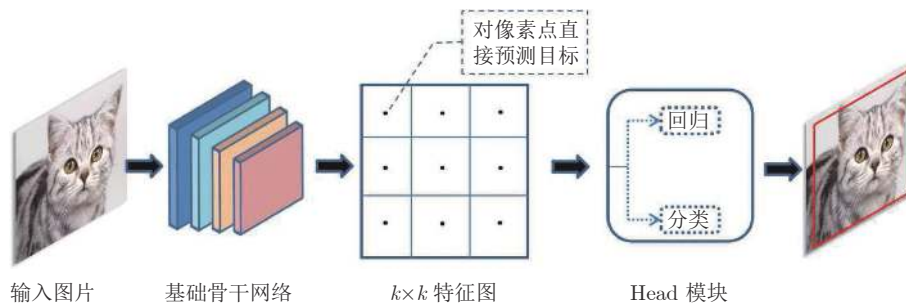 对像素点直
接预测目标
回归
分类
输入图片
基础骨干网络
k×k 特征图
Head 模块